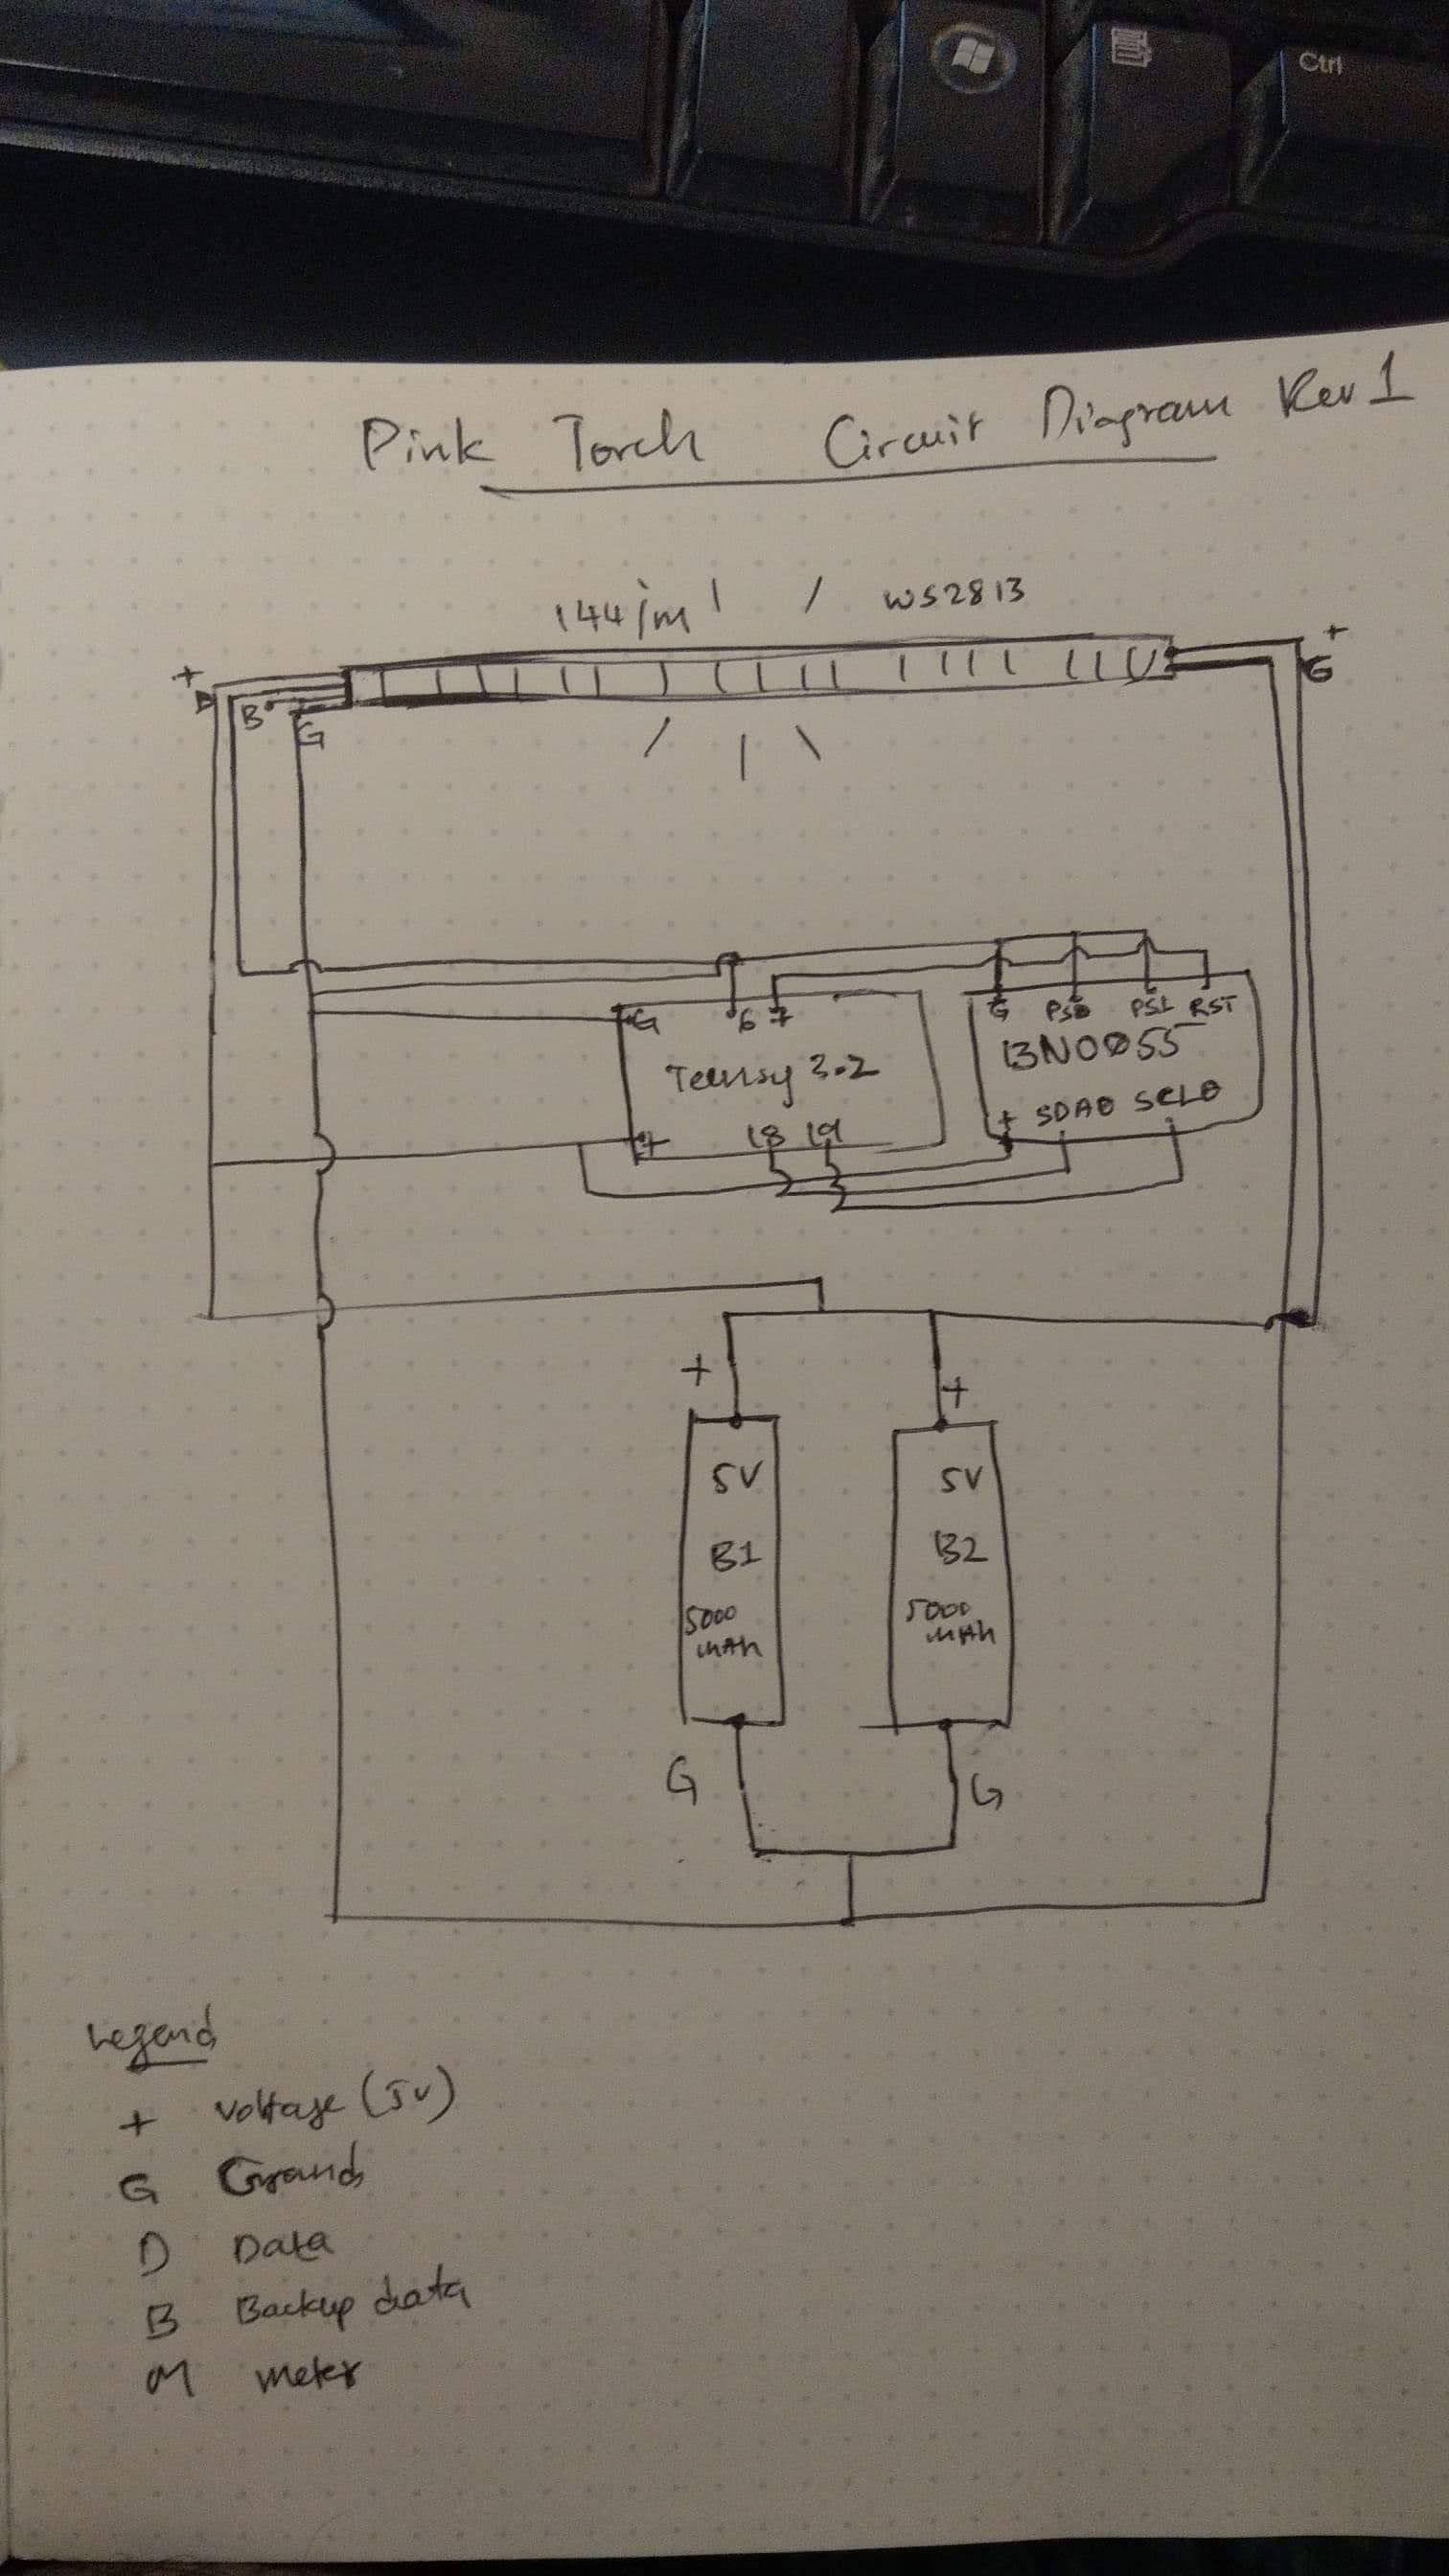 Ctrl
Pink Torch Circuit Diagram Rev 1
144/m / WS2813
+ +
D B G G
G 6 7 G PS0 PS1 RST
Teensy 3.2 BNO055
+ 18 19 + SDA0 SCL0
+ +
5V 5V
B1 B2
5000 5000
mAh mAh
G G
Legend
+ Voltage (5V)
G Ground
D Data
B Backup data
M meter